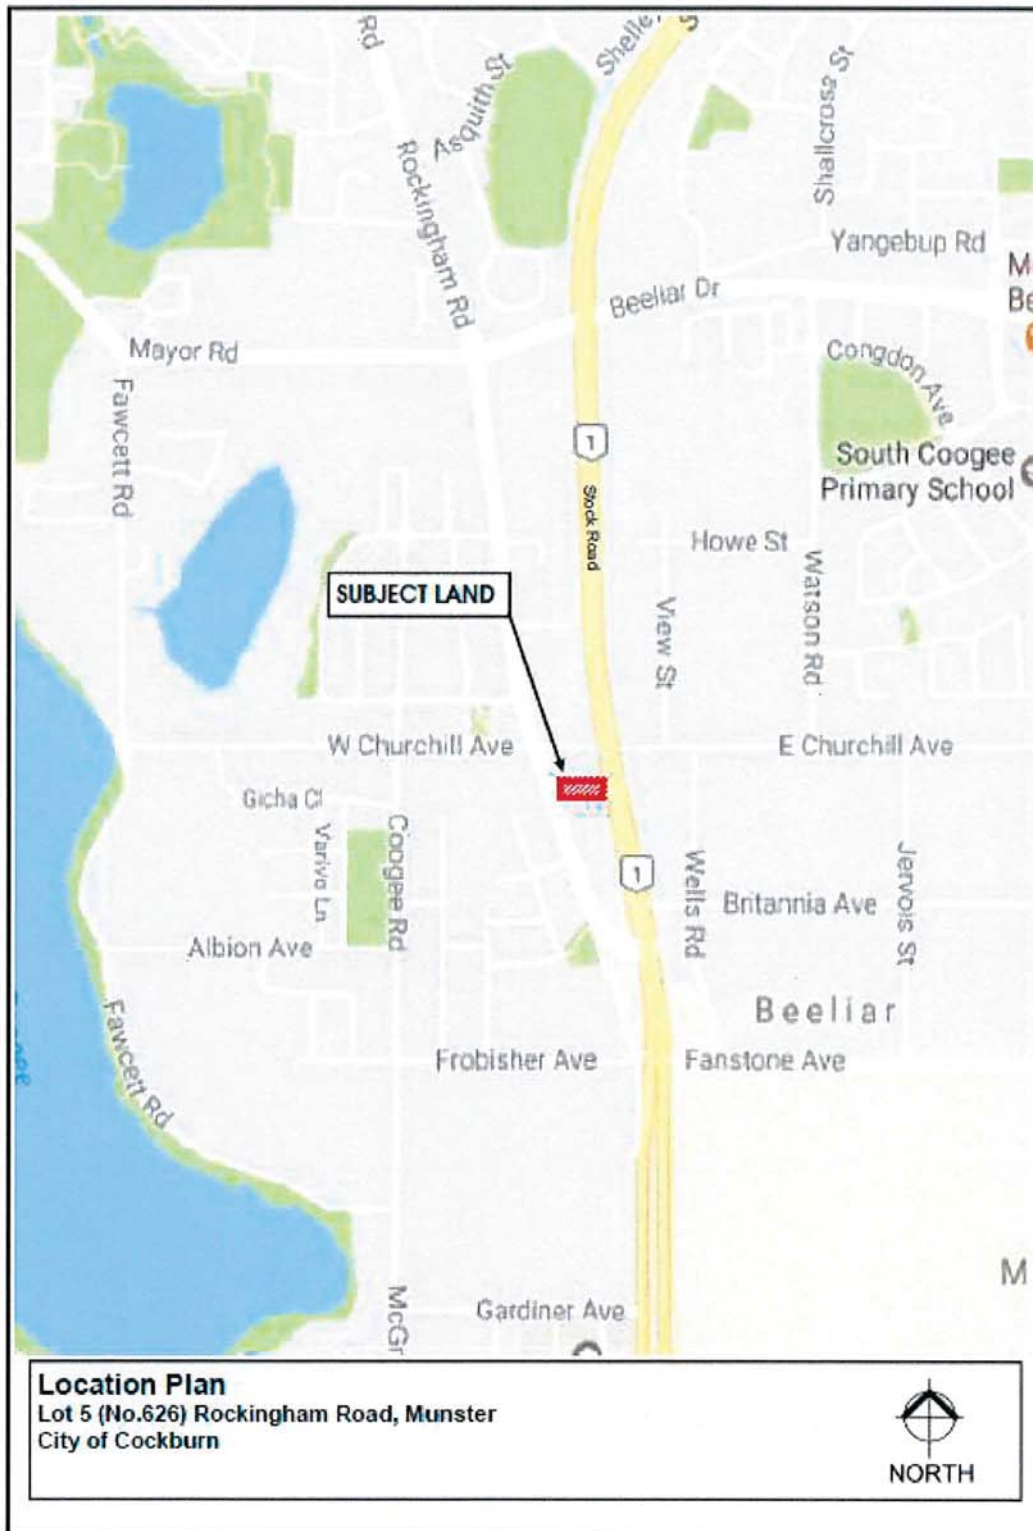 Rd
Shelle
S
Asquith St
Shallcross St
Rockingham Rd
Yangebup Rd
M
Be
Beeliar Dr
Mayor Rd
Congdon Ave
Fawcett Rd
1
South Coogee
Primary School
Stock Road
Howe St
SUBJECT LAND
Watson Rd
View St
W Churchill Ave
E Churchill Ave
Gicha Cl
Varivo Ln
Coogee Rd
1
Wells Rd
Jervois St
Britannia Ave
Albion Ave
Beeliar
Fawcett Rd
Frobisher Ave
Fanstone Ave
M
McGr
Gardiner Ave
Location Plan
Lot 5 (No.626) Rockingham Road, Munster
City of Cockburn
NORTH